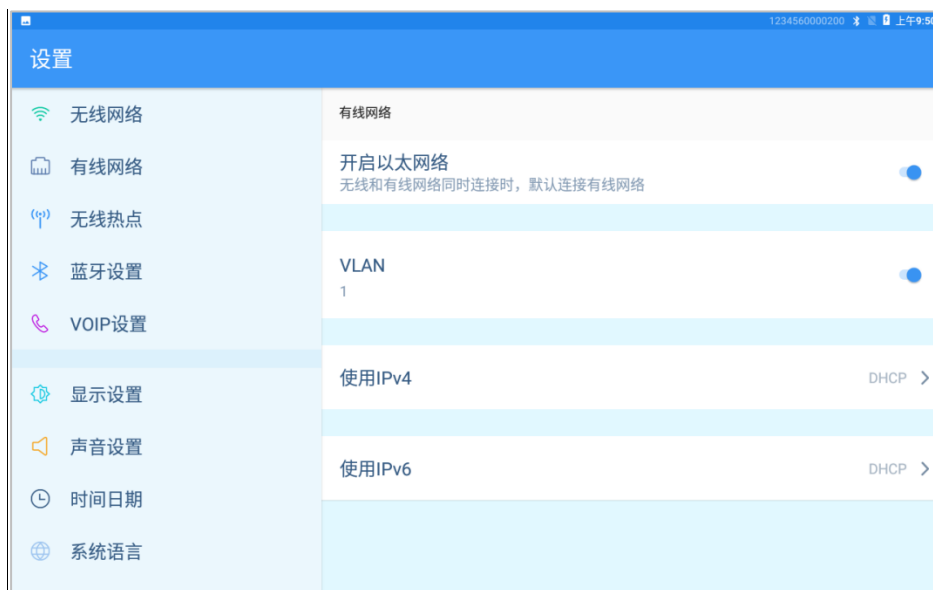 1234560000200 上午9:50
设置
无线网络
有线网络
无线热点
蓝牙设置
VOIP设置
显示设置
声音设置
时间日期
系统语言
有线网络
开启以太网络
无线和有线网络同时连接时，默认连接有线网络
VLAN
1
使用IPv4 DHCP
使用IPv6 DHCP